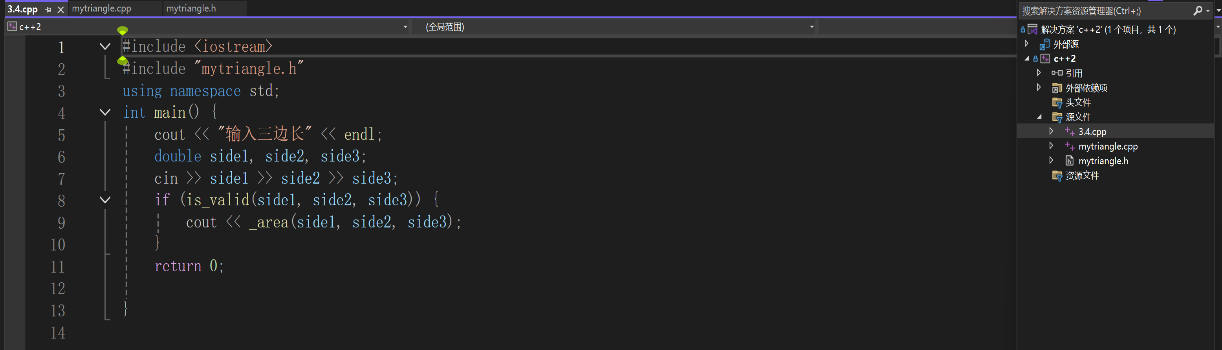 3.4.cpp mytriangle.cpp mytriangle.h
c++2 (全局范围)
1 #include <iostream>
2 #include "mytriangle.h"
3 using namespace std;
4 int main() {
5 cout << "输入三边长" << endl;
6 double side1, side2, side3;
7 cin >> side1 >> side2 >> side3;
8 if (is_valid(side1, side2, side3)) {
9 cout << _area(side1, side2, side3);
10 }
11 return 0;
12
13 }
14
搜索解决方案资源管理器(Ctrl+;)
解决方案 'c++2' (1 个项目，共 1 个)
外部源
c++2
引用
外部依赖项
头文件
源文件
3.4.cpp
mytriangle.cpp
mytriangle.h
资源文件